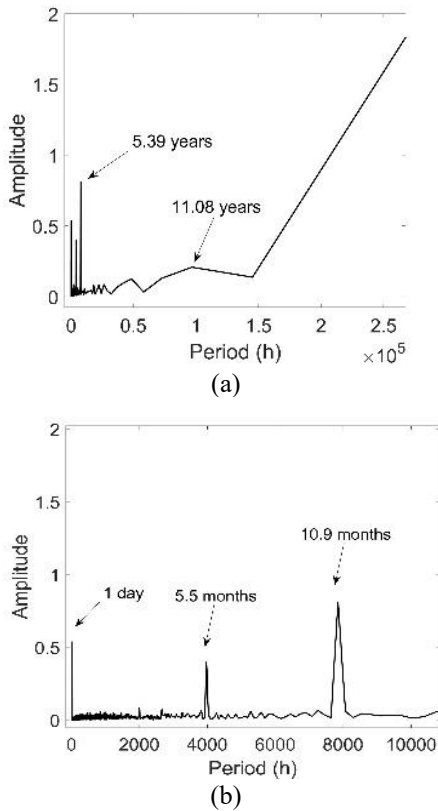 2
1.5
1
0.5
0
Amplitude
5.39 years
11.08 years
0 0.5 1 1.5 2 2.5
Period (h)
×10⁵
(a)
2
1.5
1
0.5
0
Amplitude
10.9 months
1 day
5.5 months
0 2000 4000 6000 8000 10000
Period (h)
(b)